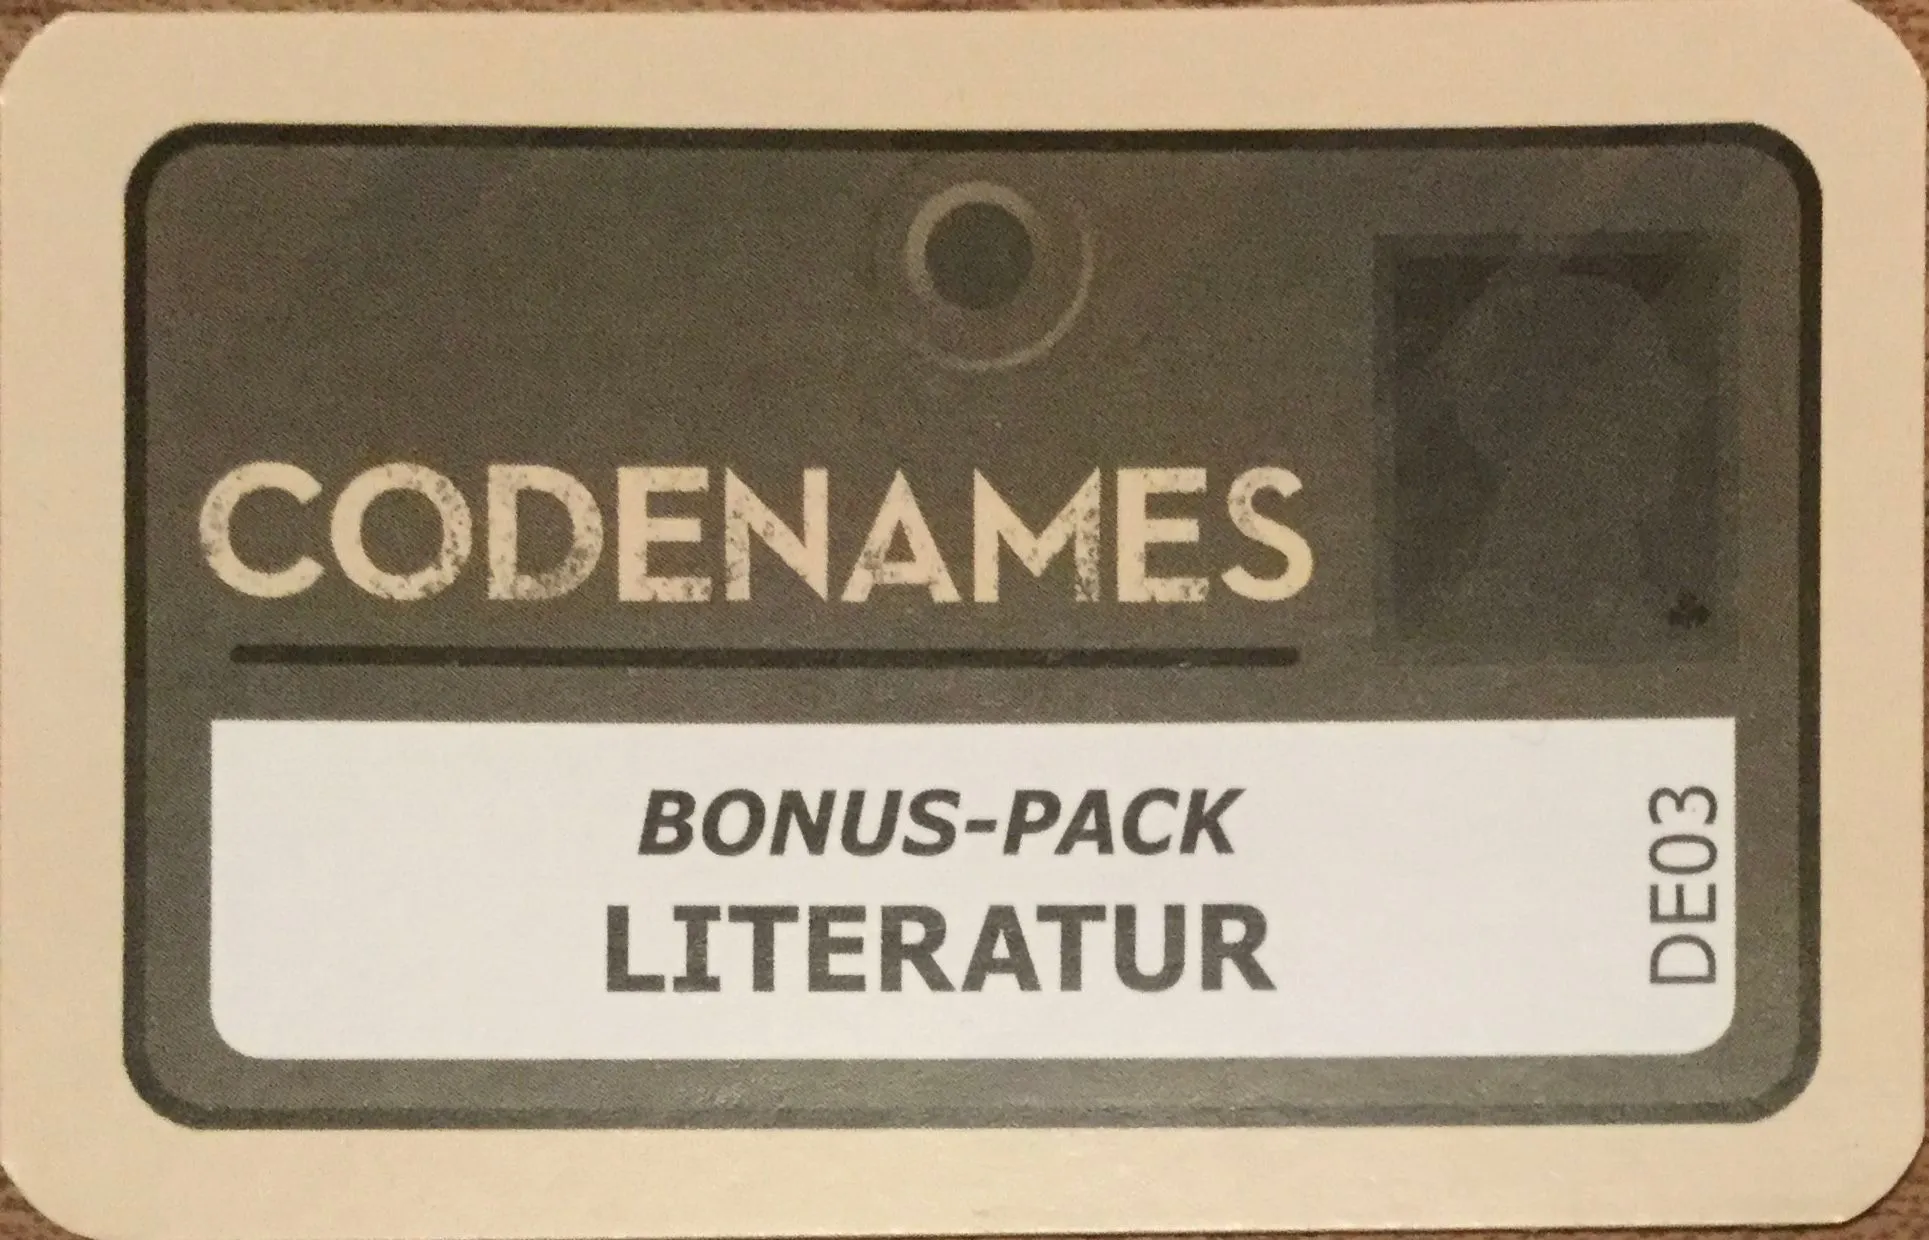 CODENAMES
BONUS-PACK
LITERATUR
DE03